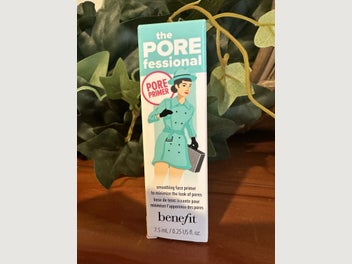 the
PORE
fessional
PORE
PRIMER
smoothing face primer
to minimize the look of pores
base de teint lissante pour
minimiser l'apparence des pores
benefit
7.5 mL / 0.25 US fl. oz.